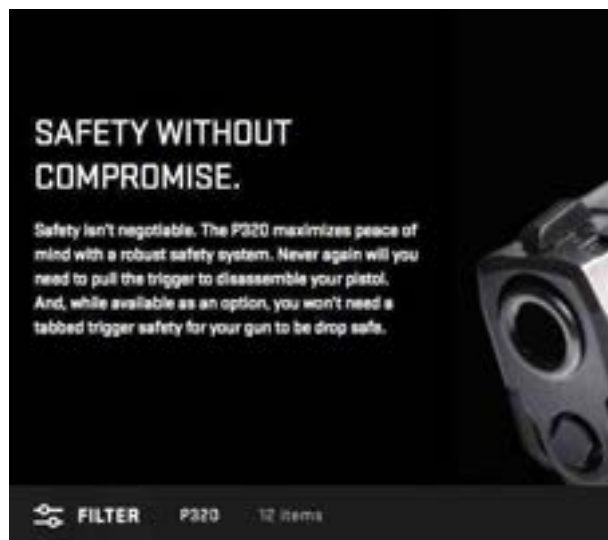 SAFETY WITHOUT
COMPROMISE.
Safety isn't negotiable. The P320 maximizes peace of
mind with a robust safety system. Never again will you
need to pull the trigger to disassemble your pistol.
And, while available as an option, you won't need a
tabbed trigger safety for your gun to be drop safe.
FILTER P320 12 items